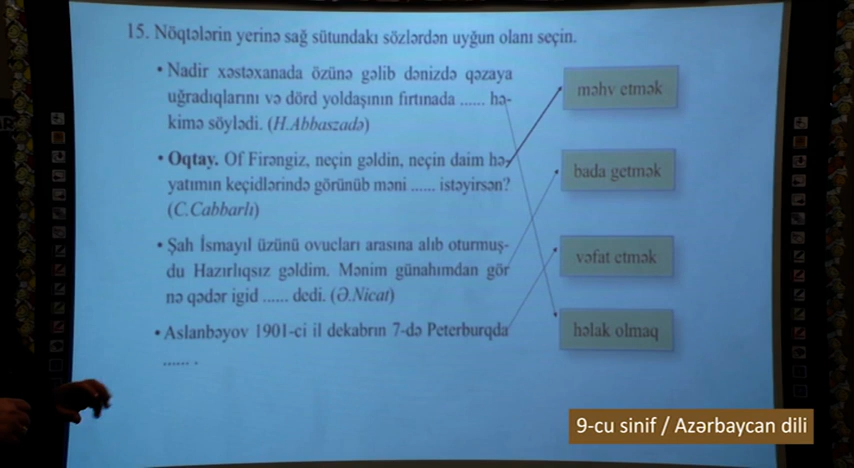 15. Nöqtələrin yerinə sağ sütundakı sözlərdən uyğun olanı seçin.
• Nadir xəstəxanada özünə gəlib dənizdə qəzaya
uğradıqlarını və dörd yoldaşının fırtınada ...... hə-
kimə söylədi. (H.Abbaszadə)
• Oqtay. Of Firəngiz, neçin gəldin, neçin daim hə-
yatımın keçidlərində görünüb məni ...... istəyirsən?
(C.Cabbarlı)
• Şah İsmayıl üzünü ovucları arasına alıb oturmuş-
du Hazırlıqsız gəldim. Mənim günahımdan gör
nə qədər igid ...... dedi. (Ə.Nicat)
• Aslanbəyov 1901-ci il dekabrın 7-də Peterburqda
...... .
məhv etmək
bada getmək
vəfat etmək
həlak olmaq
9-cu sinif / Azərbaycan dili